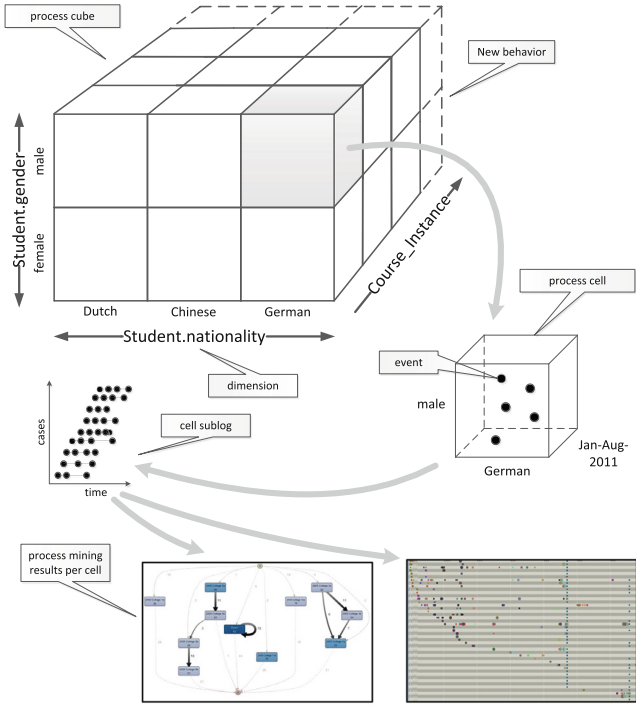 process cube
New behavior
Student.gender
male
female
Course_Instance
Dutch
Chinese
German
Student.nationality
dimension
process cell
event
male
German
Jan-Aug-
2011
cell sublog
cases
time
process mining
results per cell